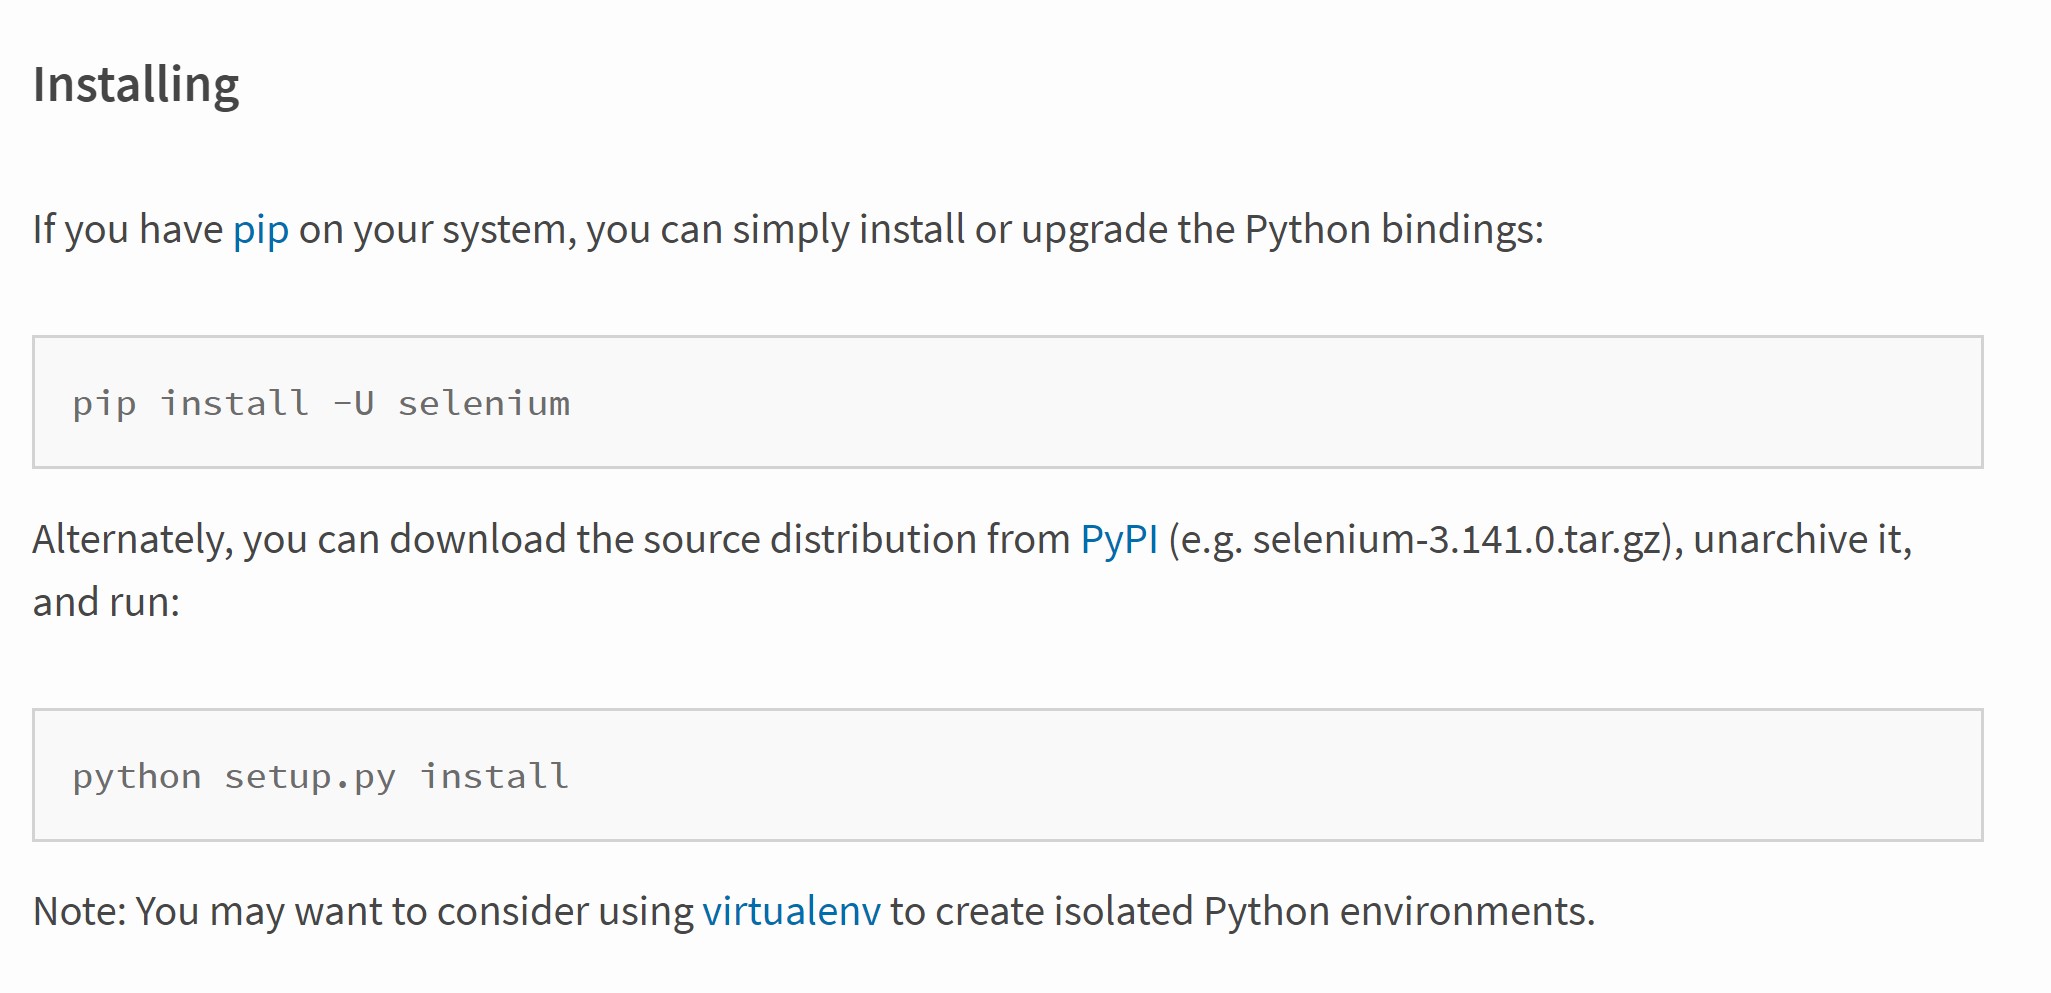 Installing
If you have pip on your system, you can simply install or upgrade the Python bindings:
pip install -U selenium
Alternately, you can download the source distribution from PyPI (e.g. selenium-3.141.0.tar.gz), unarchive it,
and run:
python setup.py install
Note: You may want to consider using virtualenv to create isolated Python environments.